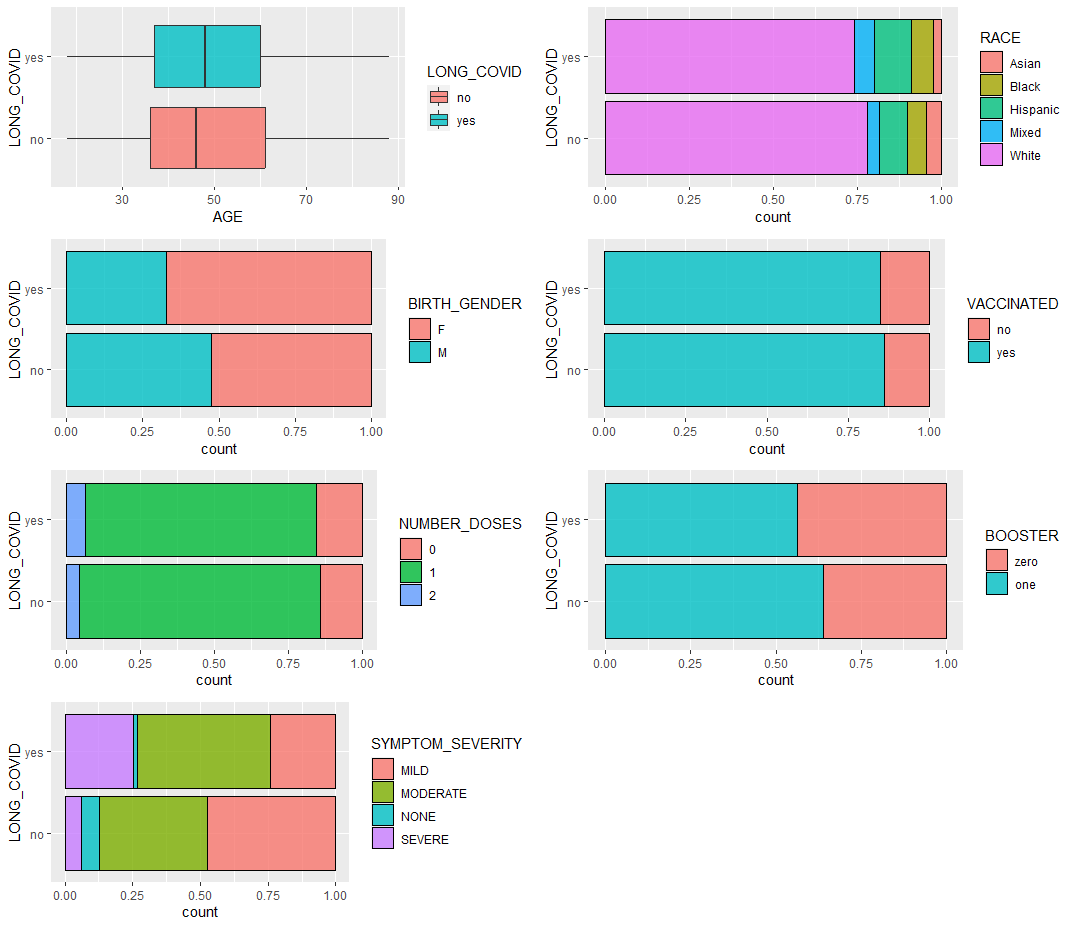 LONG_COVID
yes
no
30
50
70
90
AGE
LONG_COVID
no
yes
LONG_COVID
yes
no
0.00
0.25
0.50
0.75
1.00
count
RACE
Asian
Black
Hispanic
Mixed
White
LONG_COVID
yes
no
0.00
0.25
0.50
0.75
1.00
count
BIRTH_GENDER
F
M
LONG_COVID
yes
no
0.00
0.25
0.50
0.75
1.00
count
VACCINATED
no
yes
LONG_COVID
yes
no
0.00
0.25
0.50
0.75
1.00
count
NUMBER_DOSES
0
1
2
LONG_COVID
yes
no
0.00
0.25
0.50
0.75
1.00
count
BOOSTER
zero
one
LONG_COVID
yes
no
0.00
0.25
0.50
0.75
1.00
count
SYMPTOM_SEVERITY
MILD
MODERATE
NONE
SEVERE